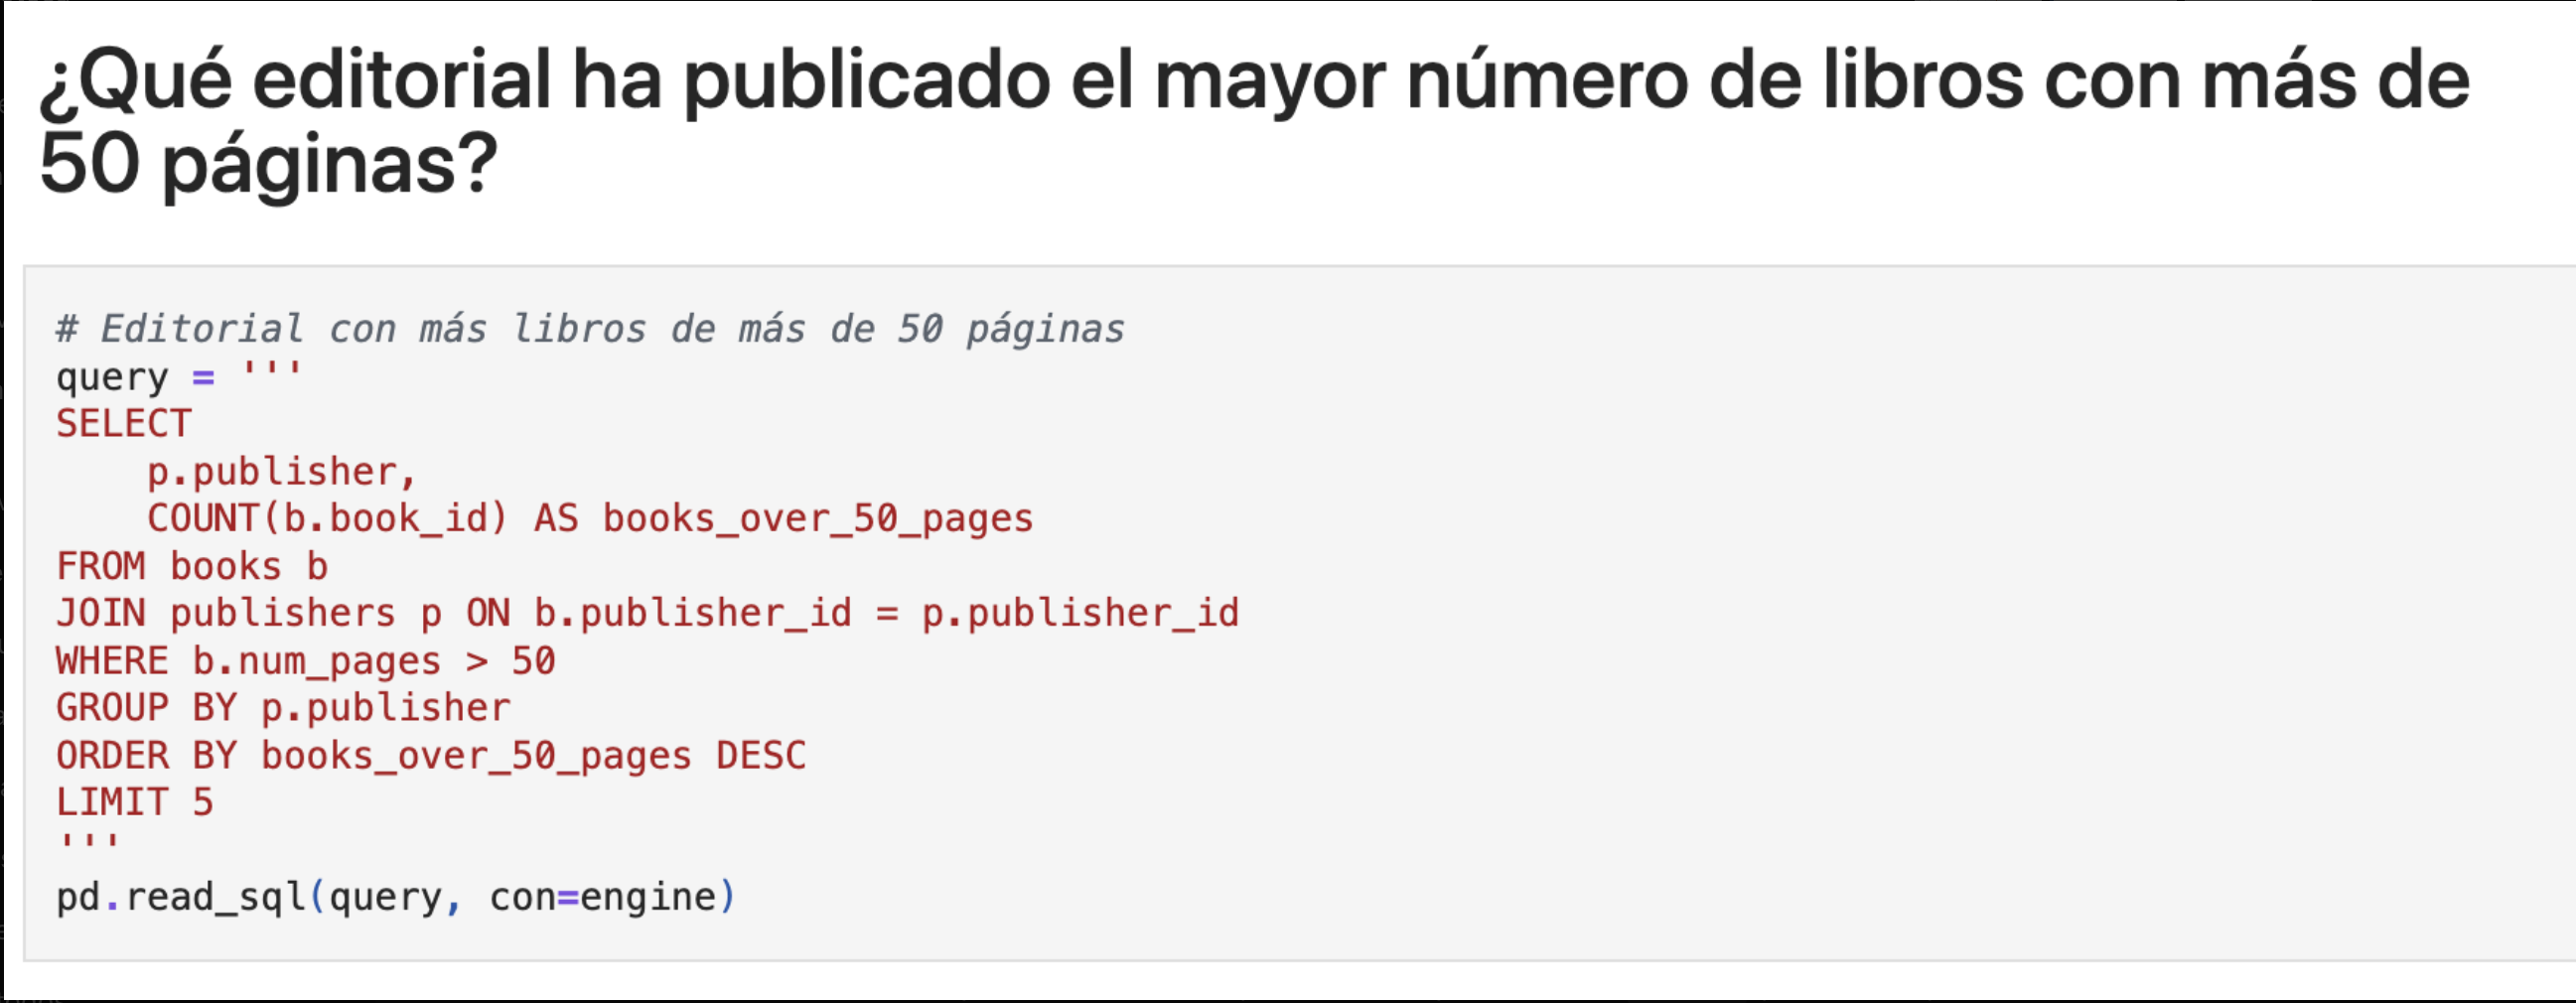 ¿Qué editorial ha publicado el mayor número de libros con más de
50 páginas?
# Editorial con más libros de más de 50 páginas
query = '''
SELECT
    p.publisher,
    COUNT(b.book_id) AS books_over_50_pages
FROM books b
JOIN publishers p ON b.publisher_id = p.publisher_id
WHERE b.num_pages > 50
GROUP BY p.publisher
ORDER BY books_over_50_pages DESC
LIMIT 5
'''
pd.read_sql(query, con=engine)